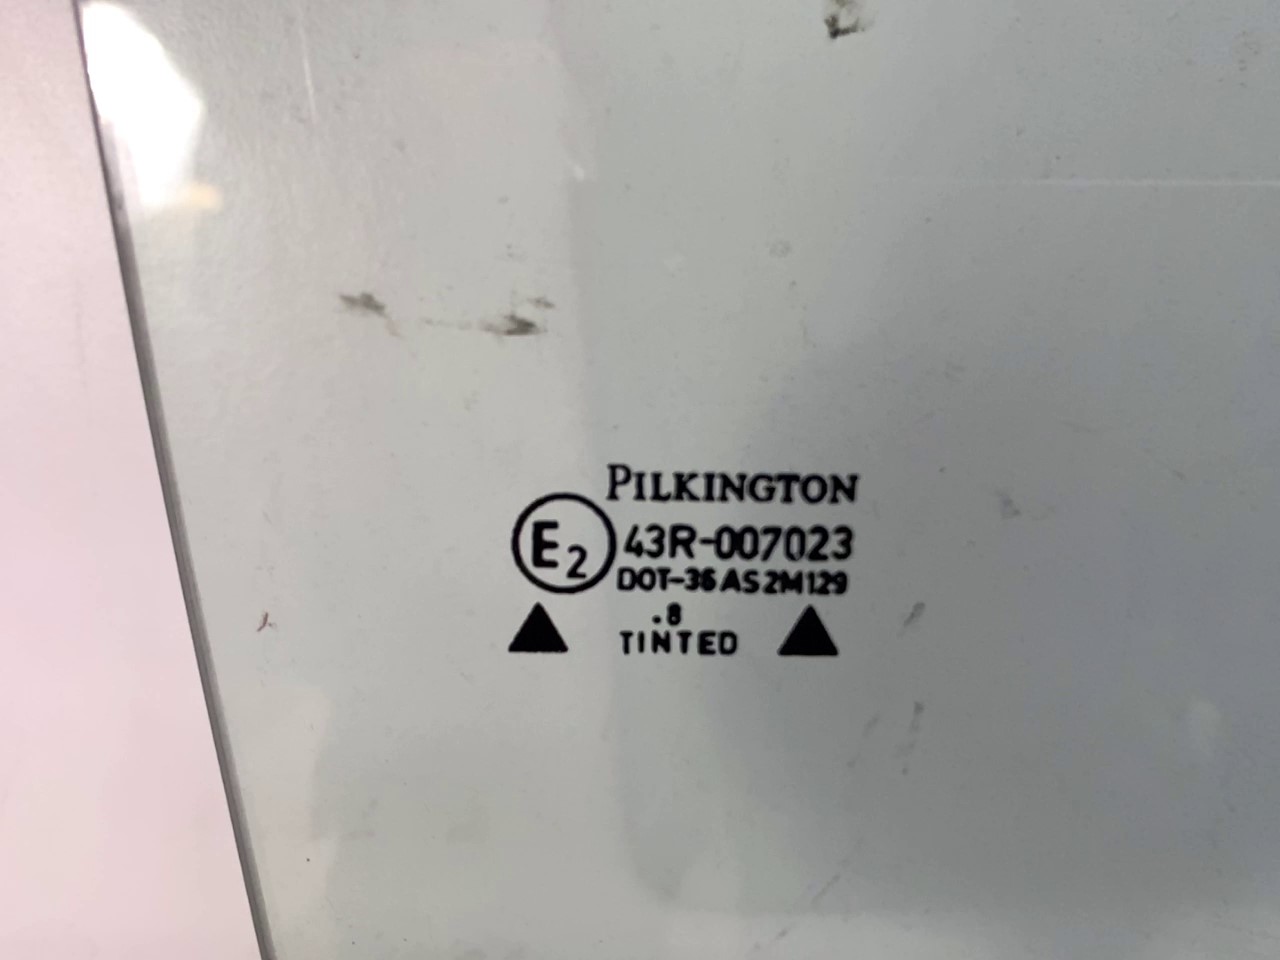 PILKINGTON
E2 43R-007023
DOT-36 AS2M129
.8
TINTED